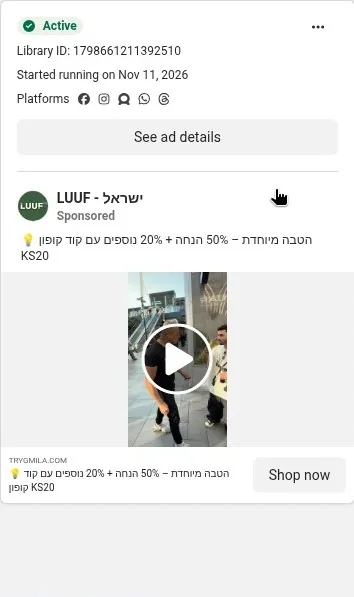 Active
Library ID: 1798661211392510
Started running on Nov 11, 2026
Platforms
See ad details
LUUF
LUUF - ישראל
Sponsored
💡 הטבה מיוחדת – 50% הנחה + 20% נוספים עם קוד קופון
KS20
TRYGMILA.COM
💡 הטבה מיוחדת – 50% הנחה + 20% נוספים עם קוד
קופון KS20
Shop now